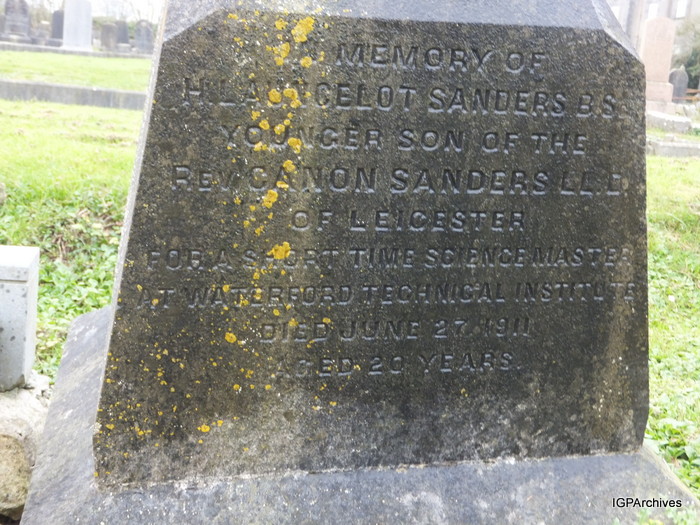 IN MEMORY OF
H. LANCELOT SANDERS B.S.
YOUNGER SON OF THE
REV. CANON SANDERS LL.D.
OF LEICESTER
FOR A SHORT TIME SCIENCE MASTER
AT WATERFORD TECHNICAL INSTITUTE
DIED JUNE 27. 1911
AGED 20 YEARS.
IGPArchives